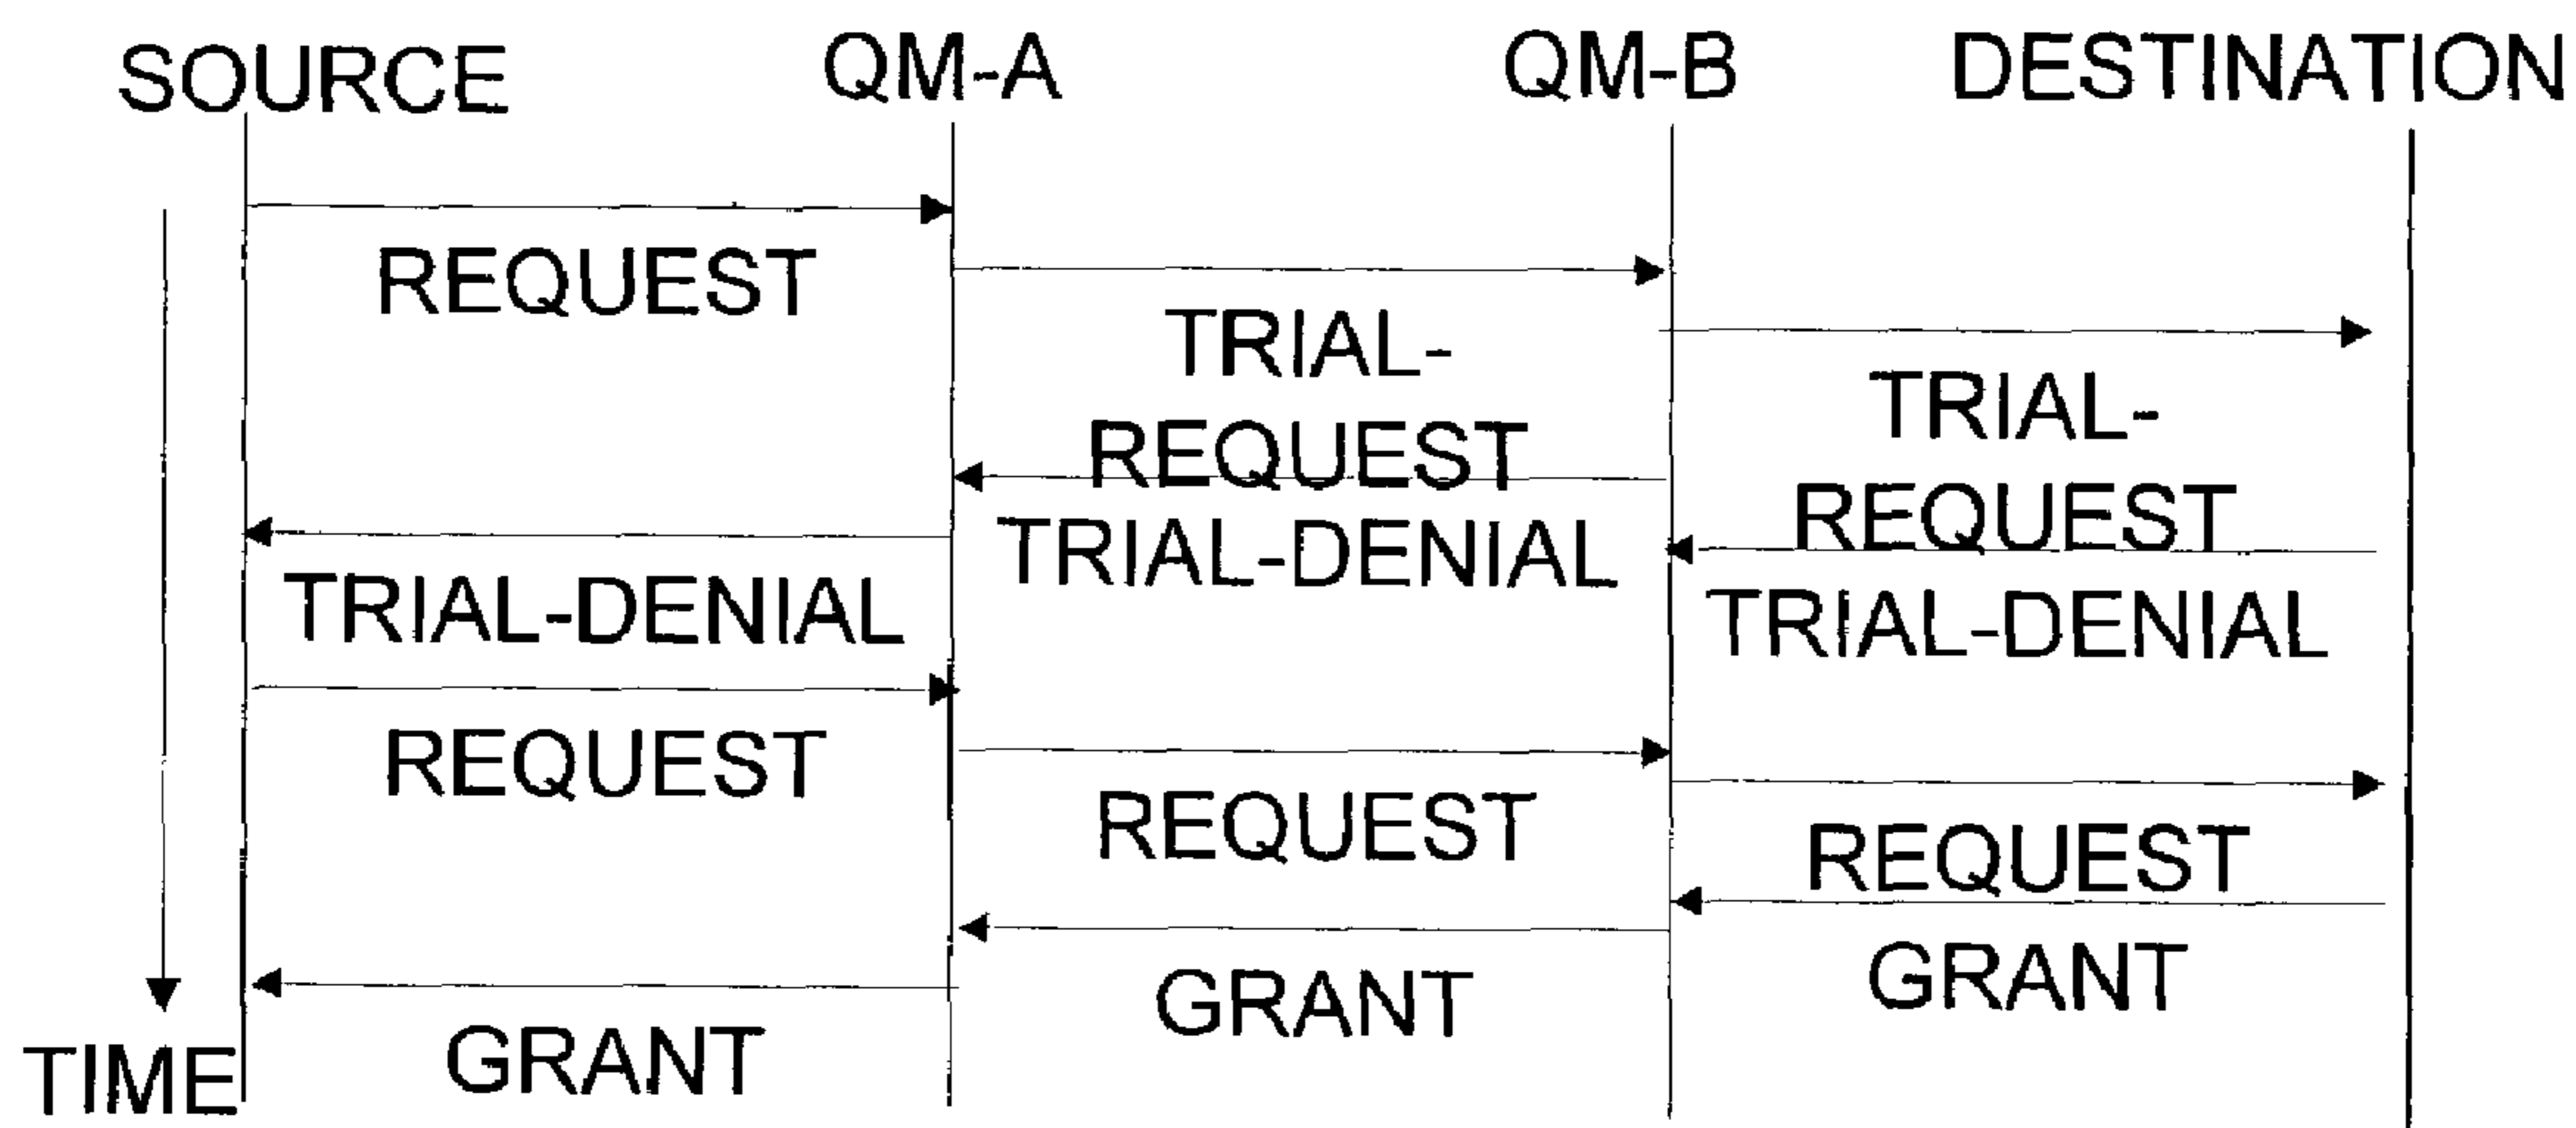 SOURCE QM-A QM-B DESTINATION
REQUEST
TRIAL-
REQUEST
TRIAL-
REQUEST
TRIAL-DENIAL
TRIAL-DENIAL
TRIAL-DENIAL
REQUEST
REQUEST
REQUEST
GRANT
GRANT
GRANT
TIME